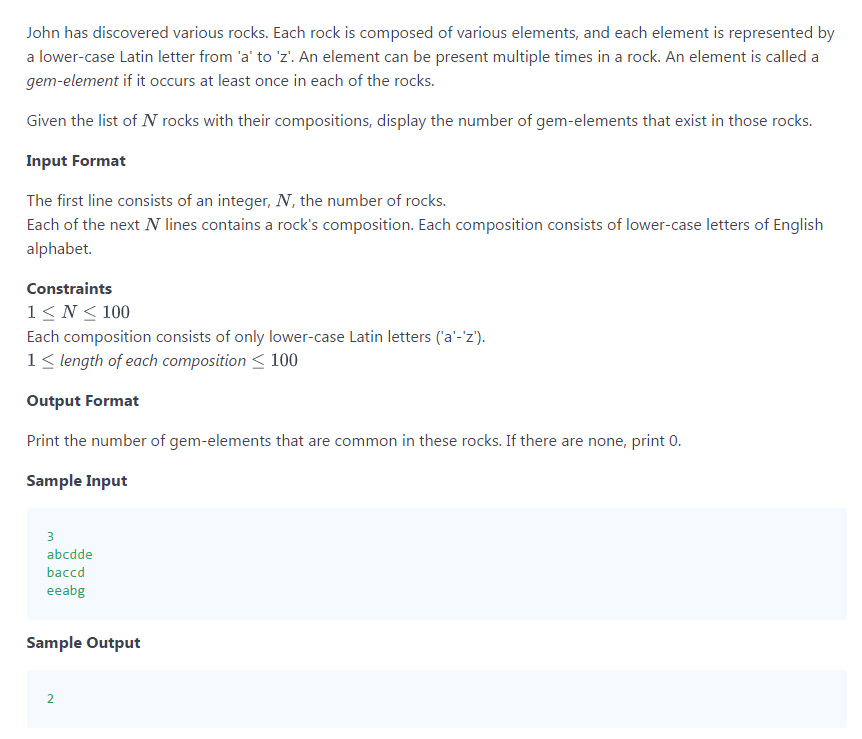 John has discovered various rocks. Each rock is composed of various elements, and each element is represented by
a lower-case Latin letter from 'a' to 'z'. An element can be present multiple times in a rock. An element is called a
gem-element if it occurs at least once in each of the rocks.
Given the list of N rocks with their compositions, display the number of gem-elements that exist in those rocks.
Input Format
The first line consists of an integer, N, the number of rocks.
Each of the next N lines contains a rock's composition. Each composition consists of lower-case letters of English
alphabet.
Constraints
1 ≤ N ≤ 100
Each composition consists of only lower-case Latin letters ('a'-'z').
1 ≤ length of each composition ≤ 100
Output Format
Print the number of gem-elements that are common in these rocks. If there are none, print 0.
Sample Input
3
abcdde
baccd
eeabg
Sample Output
2